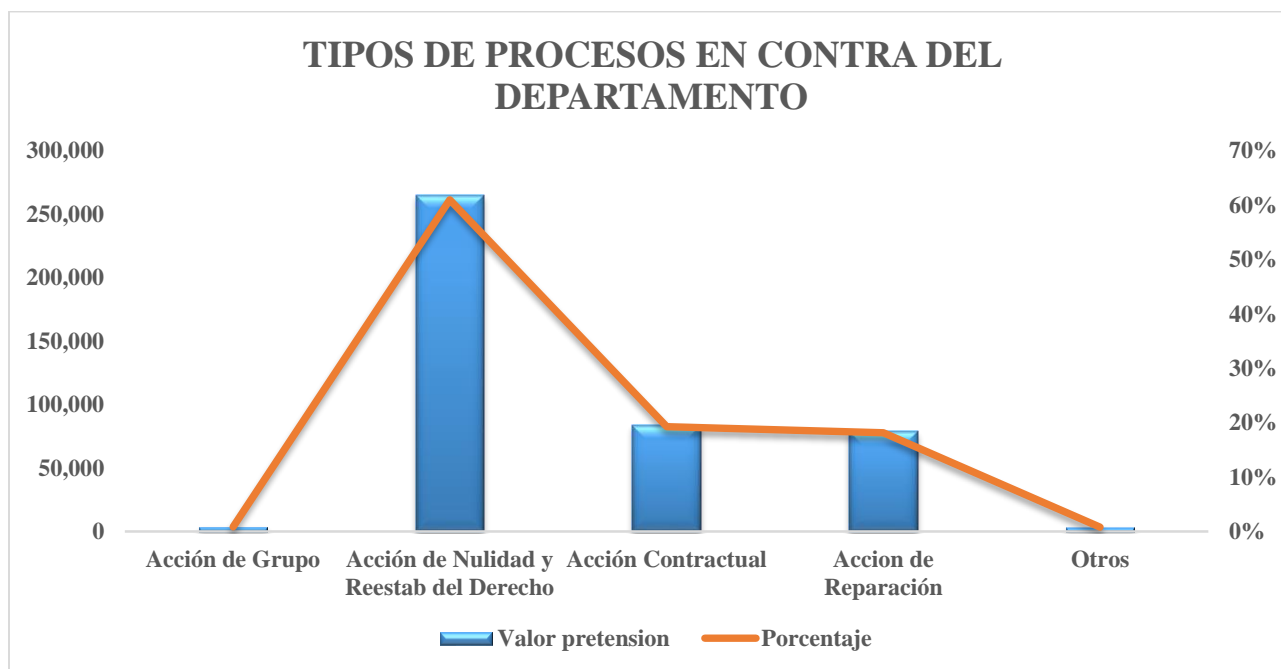 TIPOS DE PROCESOS EN CONTRA DEL
DEPARTAMENTO
300,000
250,000
200,000
150,000
100,000
50,000
0
70%
60%
50%
40%
30%
20%
10%
0%
Acción de Grupo
Acción de Nulidad y
Reestab del Derecho
Acción Contractual
Accion de
Reparación
Otros
Valor pretension
Porcentaje